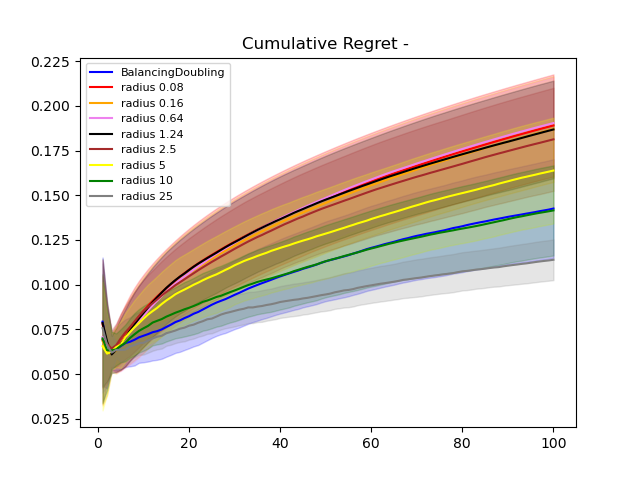 Cumulative Regret -
0.225
0.200
0.175
0.150
0.125
0.100
0.075
0.050
0.025
BalancingDoubling
radius 0.08
radius 0.16
radius 0.64
radius 1.24
radius 2.5
radius 5
radius 10
radius 25
0 20 40 60 80 100